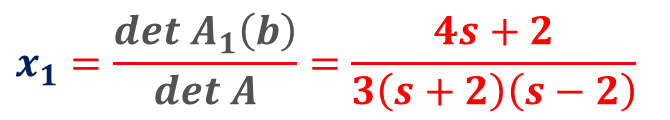 x₁ = det A₁(b) / det A = 4s + 2 / 3(s + 2)(s − 2)